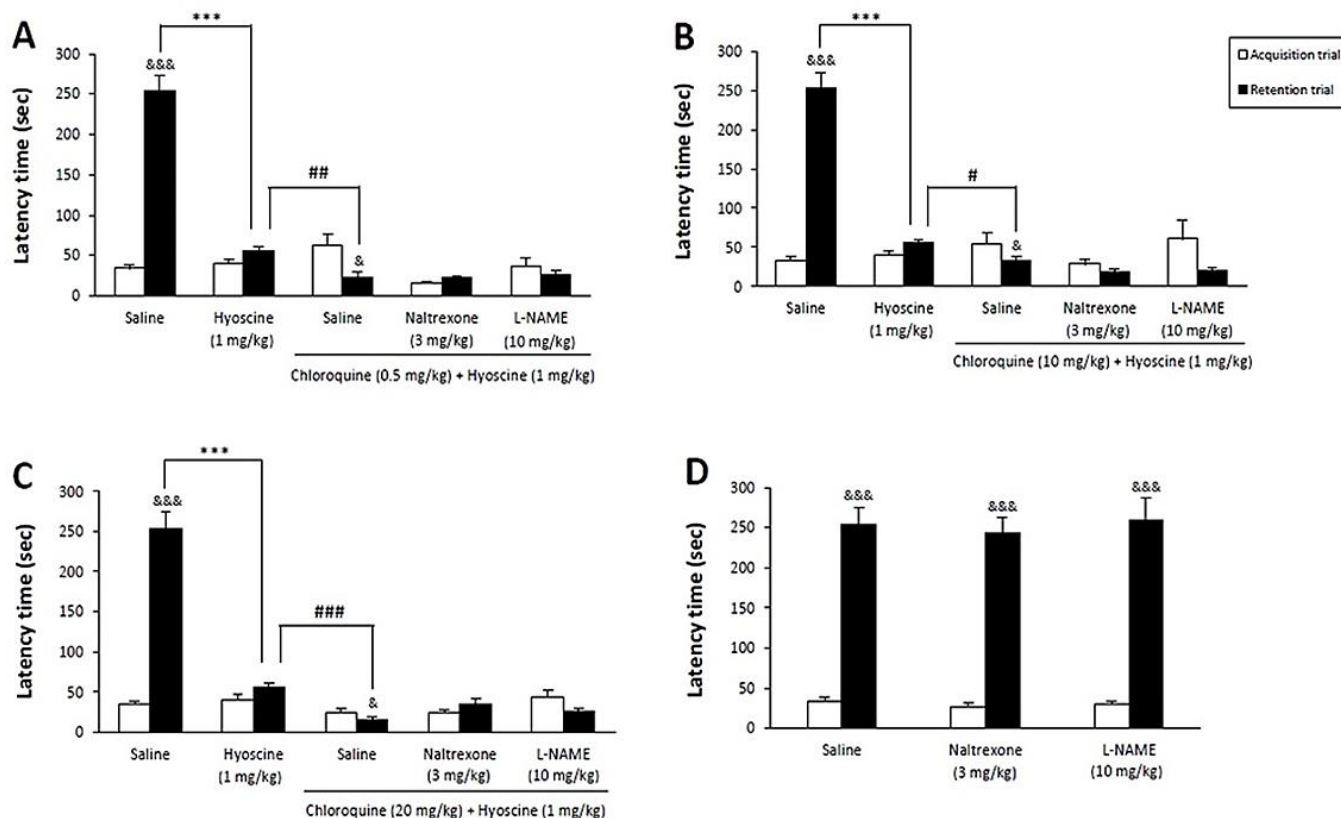 A
***
Latency time (sec)
300
250
200
150
100
50
0
&&&
##
&
Saline
Hyoscine
(1 mg/kg)
Saline
Naltrexone
(3 mg/kg)
L-NAME
(10 mg/kg)
Chloroquine (0.5 mg/kg) + Hyoscine (1 mg/kg)
B
***
Latency time (sec)
300
250
200
150
100
50
0
&&&
#
&
Saline
Hyoscine
(1 mg/kg)
Saline
Naltrexone
(3 mg/kg)
L-NAME
(10 mg/kg)
Chloroquine (10 mg/kg) + Hyoscine (1 mg/kg)
Acquisition trial
Retention trial
C
***
Latency time (sec)
300
250
200
150
100
50
0
&&&
###
&
Saline
Hyoscine
(1 mg/kg)
Saline
Naltrexone
(3 mg/kg)
L-NAME
(10 mg/kg)
Chloroquine (20 mg/kg) + Hyoscine (1 mg/kg)
D
Latency time (sec)
300
250
200
150
100
50
0
&&&
&&&
&&&
Saline
Naltrexone
(3 mg/kg)
L-NAME
(10 mg/kg)